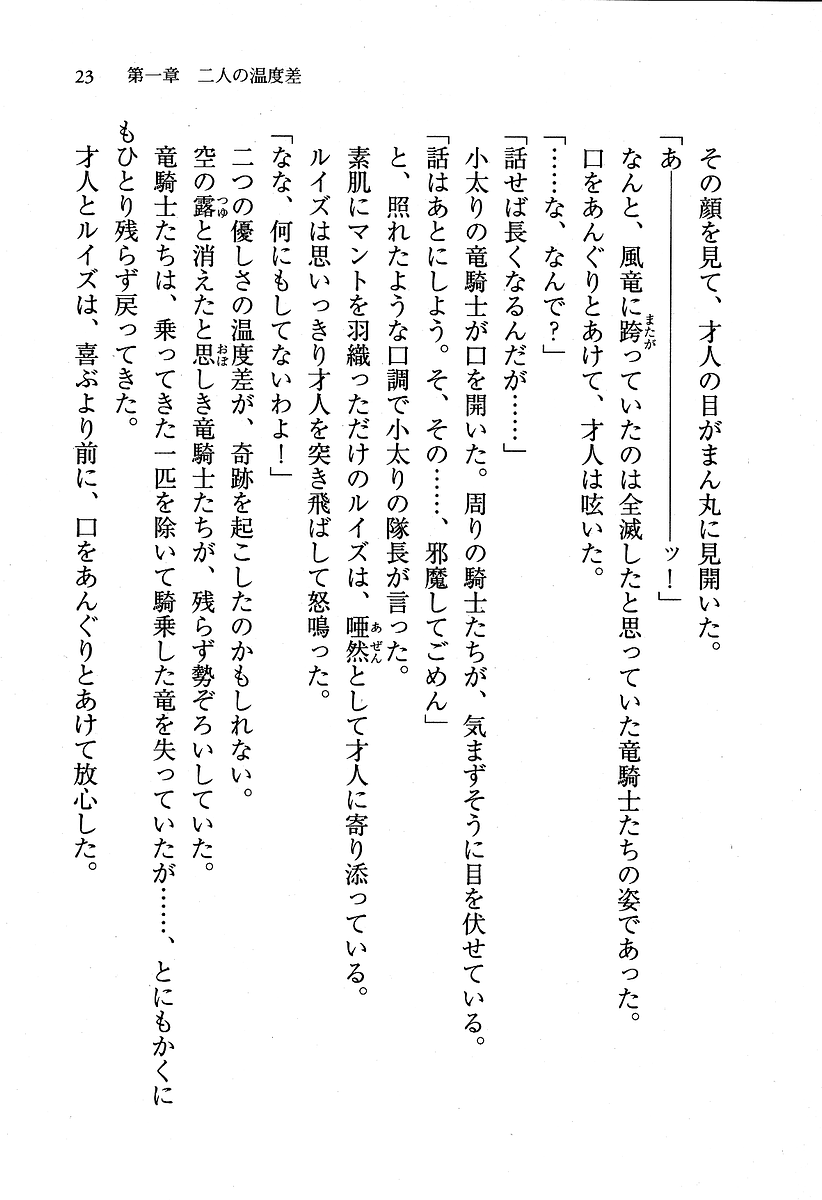 23　第一章　二人の温度差
その顔を見て、才人の目がまん丸に見開いた。
「あ――――――――――――ッ！」
なんと、風竜に跨っていたのは全滅したと思っていた竜騎士たちの姿であった。
口をあんぐりとあけて、才人は呟いた。
「……な、なんで？」
「話せば長くなるんだが……」
小太りの竜騎士が口を開いた。周りの騎士たちが、気まずそうに目を伏せている。
「話はあとにしよう。そ、その……、邪魔してごめん」
と、照れたような口調で小太りの隊長が言った。
素肌にマントを羽織っただけのルイズは、唖然として才人に寄り添っている。
ルイズは思いっきり才人を突き飛ばして怒鳴った。
「なな、何にもしてないわよ！」
二つの優しさの温度差が、奇跡を起こしたのかもしれない。
空の露と消えたと思しき竜騎士たちが、残らず勢ぞろいしていた。
竜騎士たちは、乗ってきた一匹を除いて騎乗した竜を失っていたが……、とにもかくに
もひとり残らず戻ってきた。
才人とルイズは、喜ぶより前に、口をあんぐりとあけて放心した。